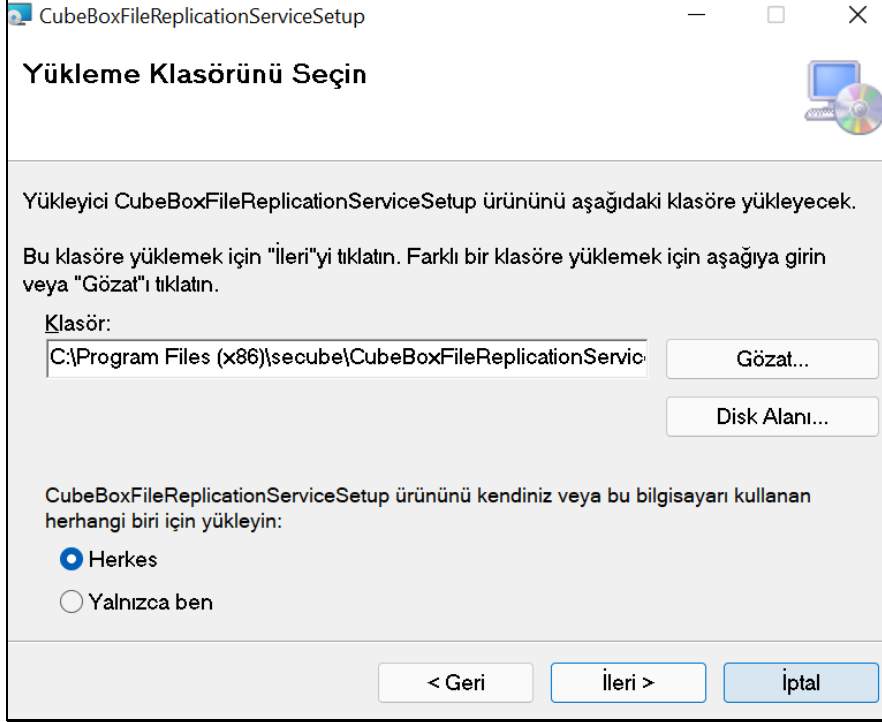 CubeBoxFileReplicationServiceSetup
Yükleme Klasörünü Seçin
Yükleyici CubeBoxFileReplicationServiceSetup ürününü aşağıdaki klasöre yükleyecek.
Bu klasöre yüklemek için "İleri"yi tıklatın. Farklı bir klasöre yüklemek için aşağıya girin
veya "Gözat"ı tıklatın.
Klasör:
C:\Program Files (x86)\secube\CubeBoxFileReplicationServic
Gözat...
Disk Alanı...
CubeBoxFileReplicationServiceSetup ürününü kendiniz veya bu bilgisayarı kullanan
herhangi biri için yükleyin:
Herkes
Yalnızca ben
< Geri
İleri >
İptal